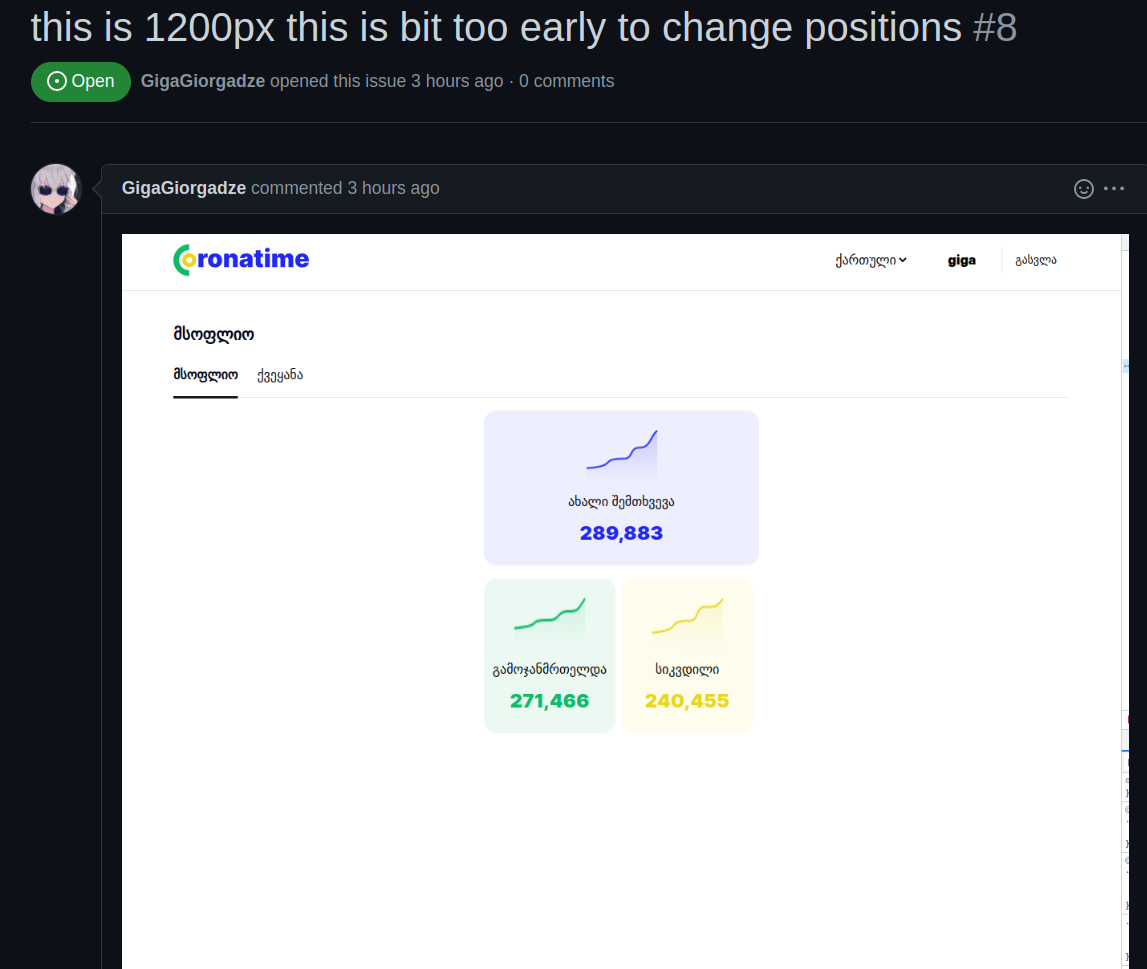 this is 1200px this is bit too early to change positions #8
Open GigaGiorgadze opened this issue 3 hours ago · 0 comments
GigaGiorgadze commented 3 hours ago
Coronatime ქართული giga გასვლა
მსოფლიო
მსოფლიო ქვეყანა
ახალი შემთხვევა
289,883
გამოჯანმრთელდა სიკვდილი
271,466 240,455